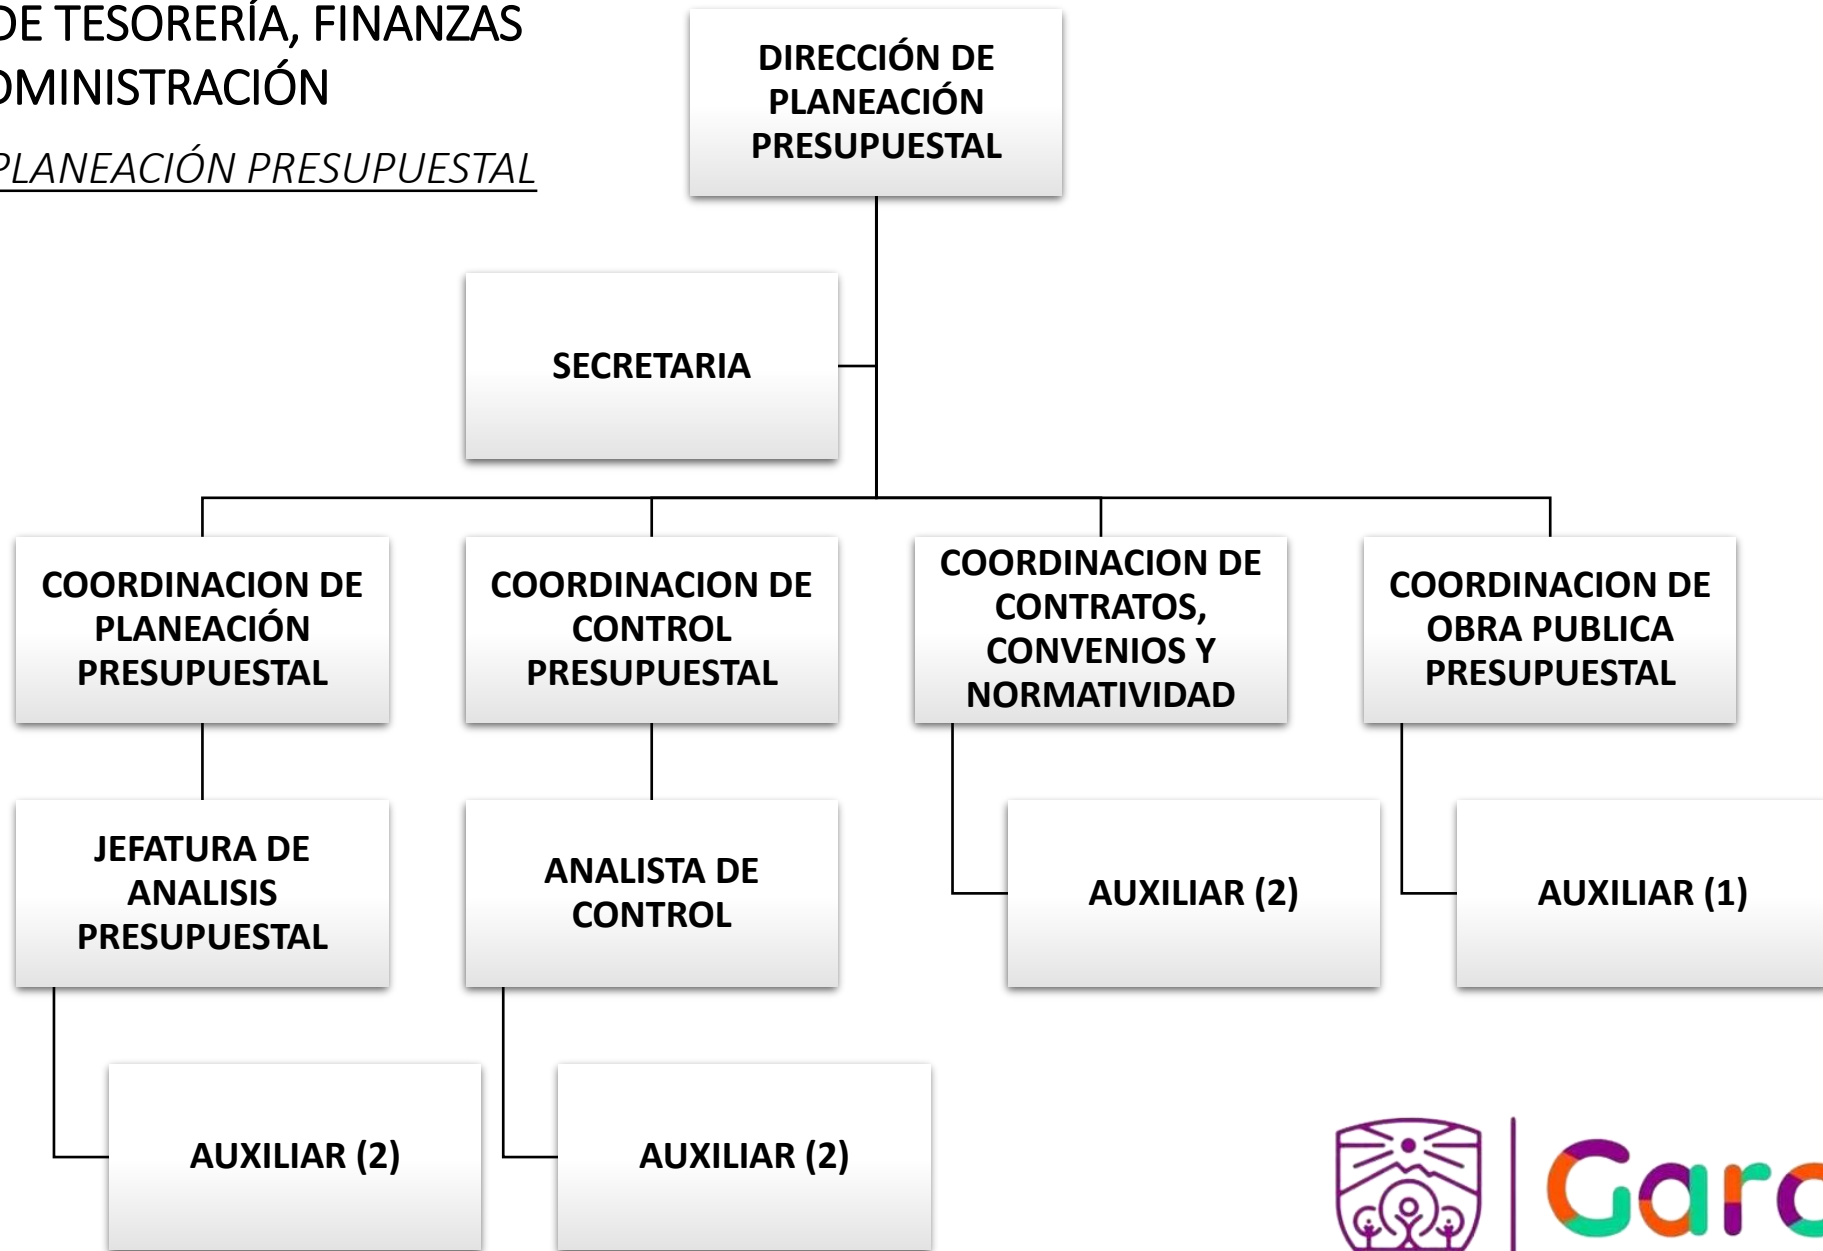 DE TESORERÍA, FINANZAS
DMINISTRACIÓN
PLANEACIÓN PRESUPUESTAL
DIRECCIÓN DE
PLANEACIÓN
PRESUPUESTAL
SECRETARIA
COORDINACION DE
PLANEACIÓN
PRESUPUESTAL
COORDINACION DE
CONTROL
PRESUPUESTAL
COORDINACION DE
CONTRATOS,
CONVENIOS Y
NORMATIVIDAD
COORDINACION DE
OBRA PUBLICA
PRESUPUESTAL
JEFATURA DE
ANALISIS
PRESUPUESTAL
ANALISTA DE
CONTROL
AUXILIAR (2)
AUXILIAR (1)
AUXILIAR (2)
AUXILIAR (2)